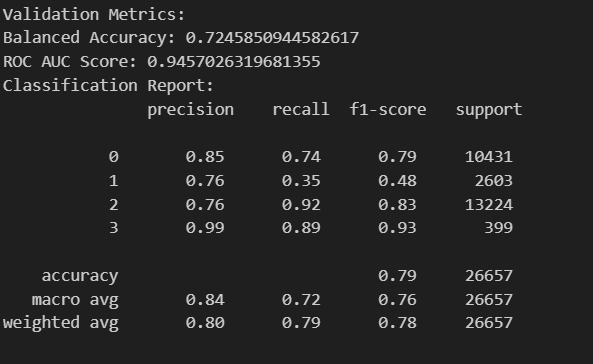 Validation Metrics:
Balanced Accuracy: 0.7245850944582617
ROC AUC Score: 0.9457026319681355
Classification Report:
precision recall f1-score support
0 0.85 0.74 0.79 10431
1 0.76 0.35 0.48 2603
2 0.76 0.92 0.83 13224
3 0.99 0.89 0.93 399
accuracy 0.79 26657
macro avg 0.84 0.72 0.76 26657
weighted avg 0.80 0.79 0.78 26657